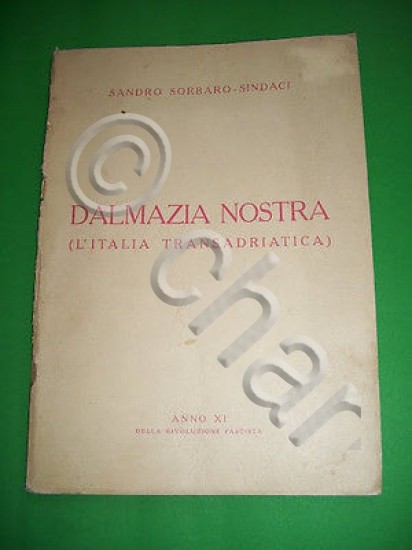 SANDRO SORBARO-SINDACI
DALMAZIA NOSTRA
(L'ITALIA TRANSADRIATICA)
ANNO XI
DELLA RIVOLUZIONE FASCISTA
© char